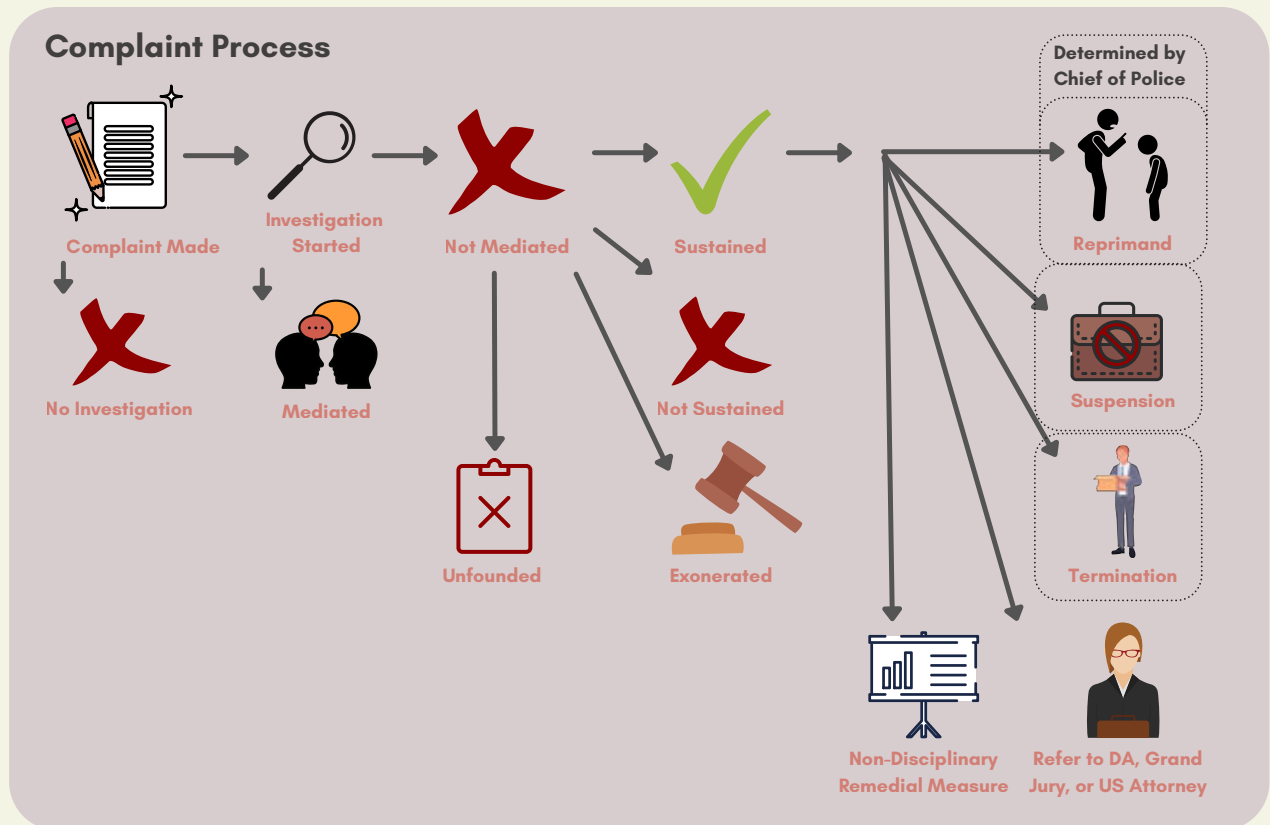 Complaint Process
Determined by
Chief of Police
Complaint Made
Investigation
Started
Not Mediated
Sustained
Reprimand
No Investigation
Mediated
Not Sustained
Suspension
Unfounded
Exonerated
Termination
Non-Disciplinary
Remedial Measure
Refer to DA, Grand
Jury, or US Attorney